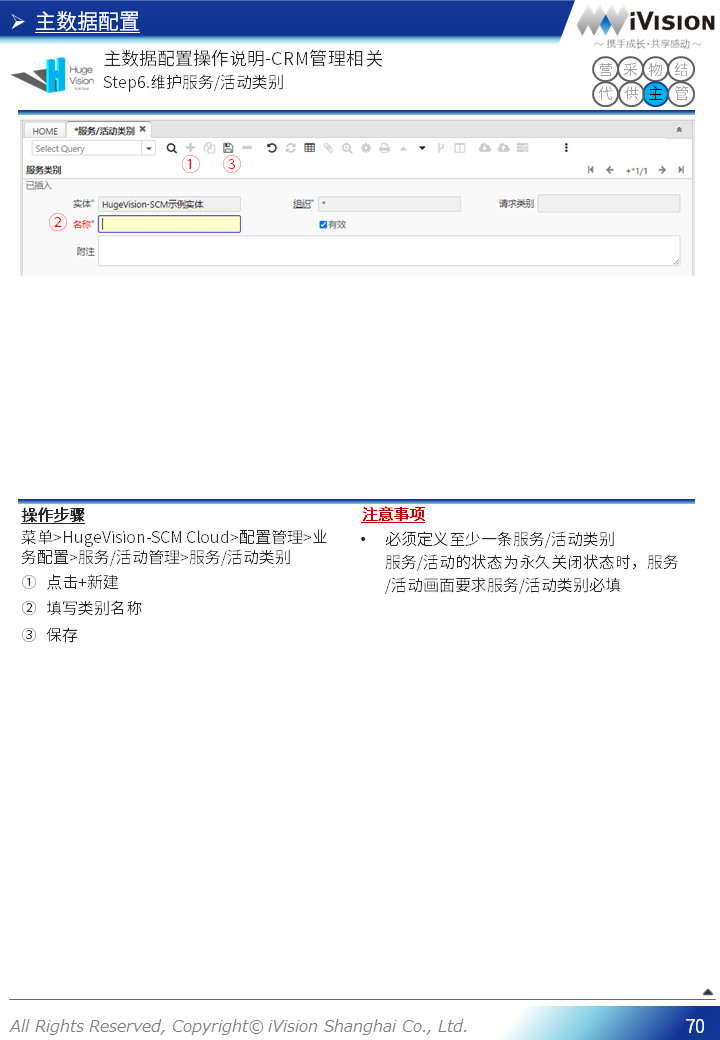 ➢ 主数据配置
iVISION
～ 携手成长·共享感动 ～
Huge
Vision
主数据配置操作说明-CRM管理相关
Step6.维护服务/活动类别
营 采 物 结
代 供 主 管
HOME *服务/活动类别 ✖
Select Query
① ③
服务类别
+*1/1
已插入
实体* HugeVision-SCM示例实体 组织* * 请求类别
② 名称* 有效
附注
操作步骤
菜单>HugeVision-SCM Cloud>配置管理>业
务配置>服务/活动管理>服务/活动类别
① 点击+新建
② 填写类别名称
③ 保存
注意事项
• 必须定义至少一条服务/活动类别
服务/活动的状态为永久关闭状态时，服务
/活动画面要求服务/活动类别必填
All Rights Reserved, Copyright© iVision Shanghai Co., Ltd.
70